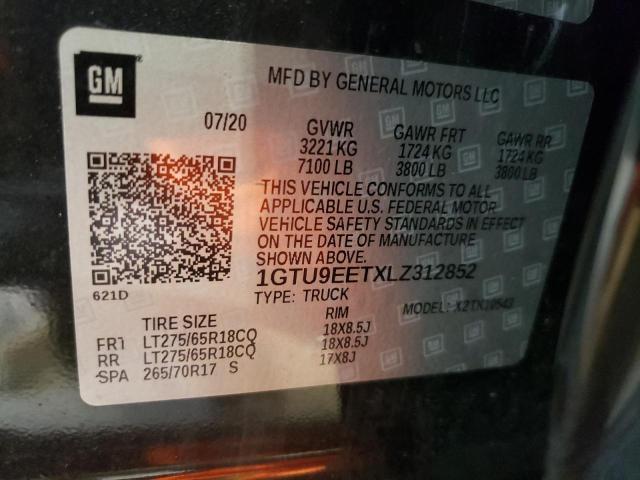 GM
MFD BY GENERAL MOTORS LLC
07/20 GVWR GAWR FRT GAWR RR
3221 KG 1724 KG 1724 KG
7100 LB 3800 LB 3800 LB
THIS VEHICLE CONFORMS TO ALL
APPLICABLE U.S. FEDERAL MOTOR
VEHICLE SAFETY STANDARDS IN EFFECT
ON THE DATE OF MANUFACTURE
SHOWN ABOVE.
1GTU9EETXLZ312852
621D TYPE: TRUCK MODEL: X2TK10543
TIRE SIZE RIM
FRT LT275/65R18CQ 18X8.5J
RR LT275/65R18CQ 18X8.5J
SPA 265/70R17 S 17X8J